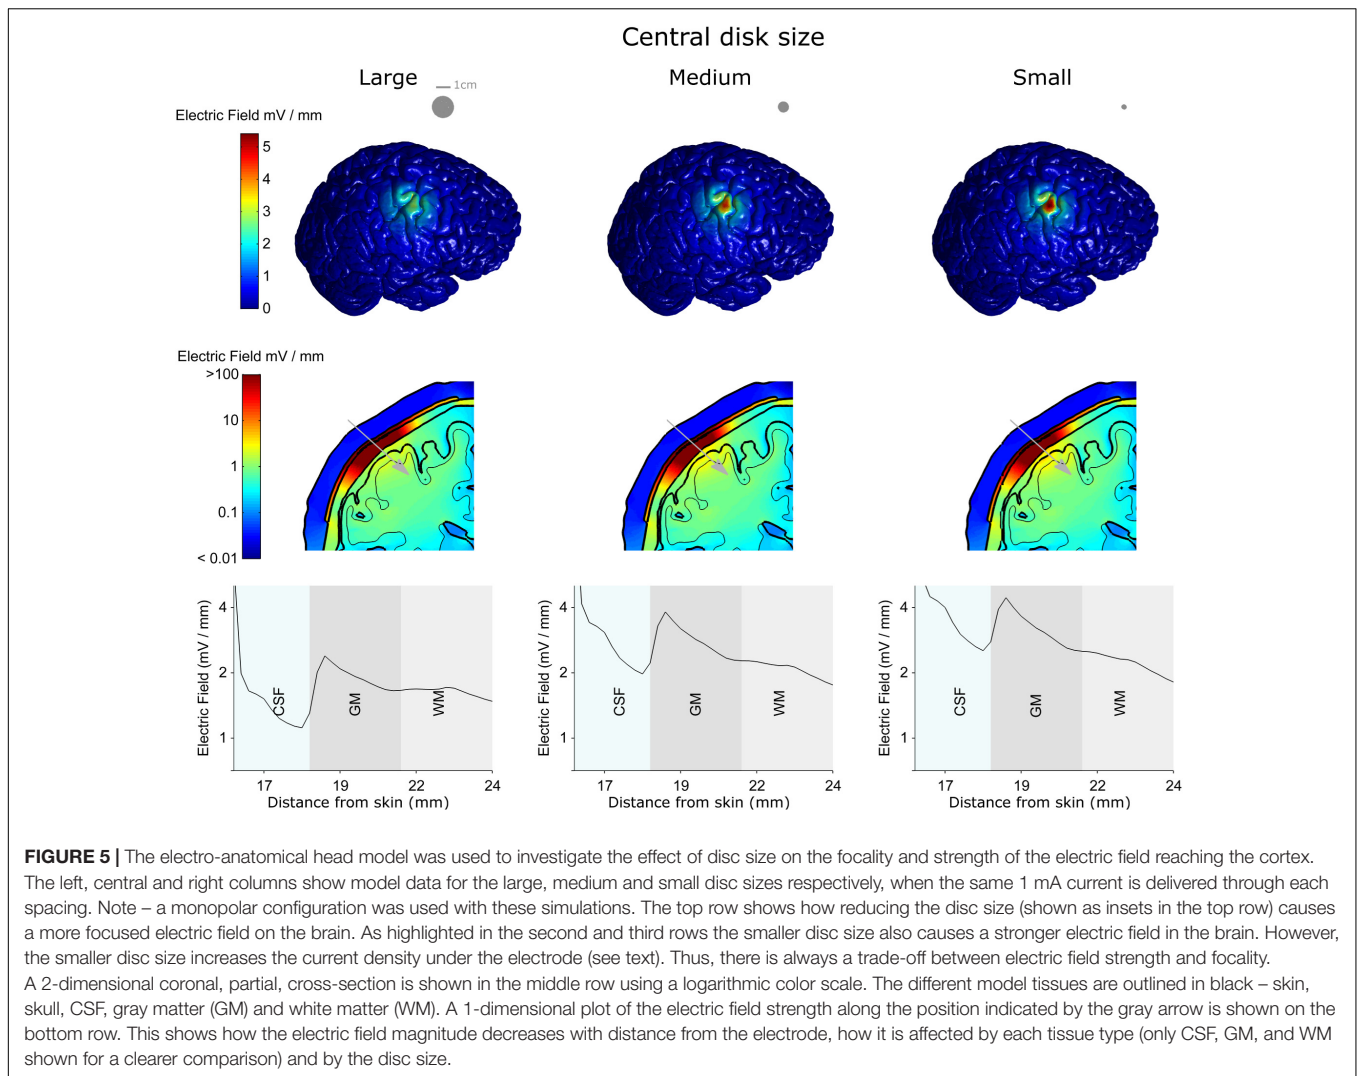 Central disk size
Large
Medium
Small
1cm
Electric Field mV / mm
5
4
3
2
1
0
Electric Field mV / mm
>100
10
1
0.1
< 0.01
Electric Field (mV / mm)
4
2
1
CSF
GM
WM
17
19
22
24
Distance from skin (mm)
Electric Field (mV / mm)
4
2
1
CSF
GM
WM
17
19
22
24
Distance from skin (mm)
Electric Field (mV / mm)
4
2
1
CSF
GM
WM
17
19
22
24
Distance from skin (mm)
FIGURE 5 | The electro-anatomical head model was used to investigate the effect of disc size on the focality and strength of the electric field reaching the cortex.
The left, central and right columns show model data for the large, medium and small disc sizes respectively, when the same 1 mA current is delivered through each
spacing. Note – a monopolar configuration was used with these simulations. The top row shows how reducing the disc size (shown as insets in the top row) causes
a more focused electric field on the brain. As highlighted in the second and third rows the smaller disc size also causes a stronger electric field in the brain. However,
the smaller disc size increases the current density under the electrode (see text). Thus, there is always a trade-off between electric field strength and focality.
A 2-dimensional coronal, partial, cross-section is shown in the middle row using a logarithmic color scale. The different model tissues are outlined in black – skin,
skull, CSF, gray matter (GM) and white matter (WM). A 1-dimensional plot of the electric field strength along the position indicated by the gray arrow is shown on the
bottom row. This shows how the electric field magnitude decreases with distance from the electrode, how it is affected by each tissue type (only CSF, GM, and WM
shown for a clearer comparison) and by the disc size.